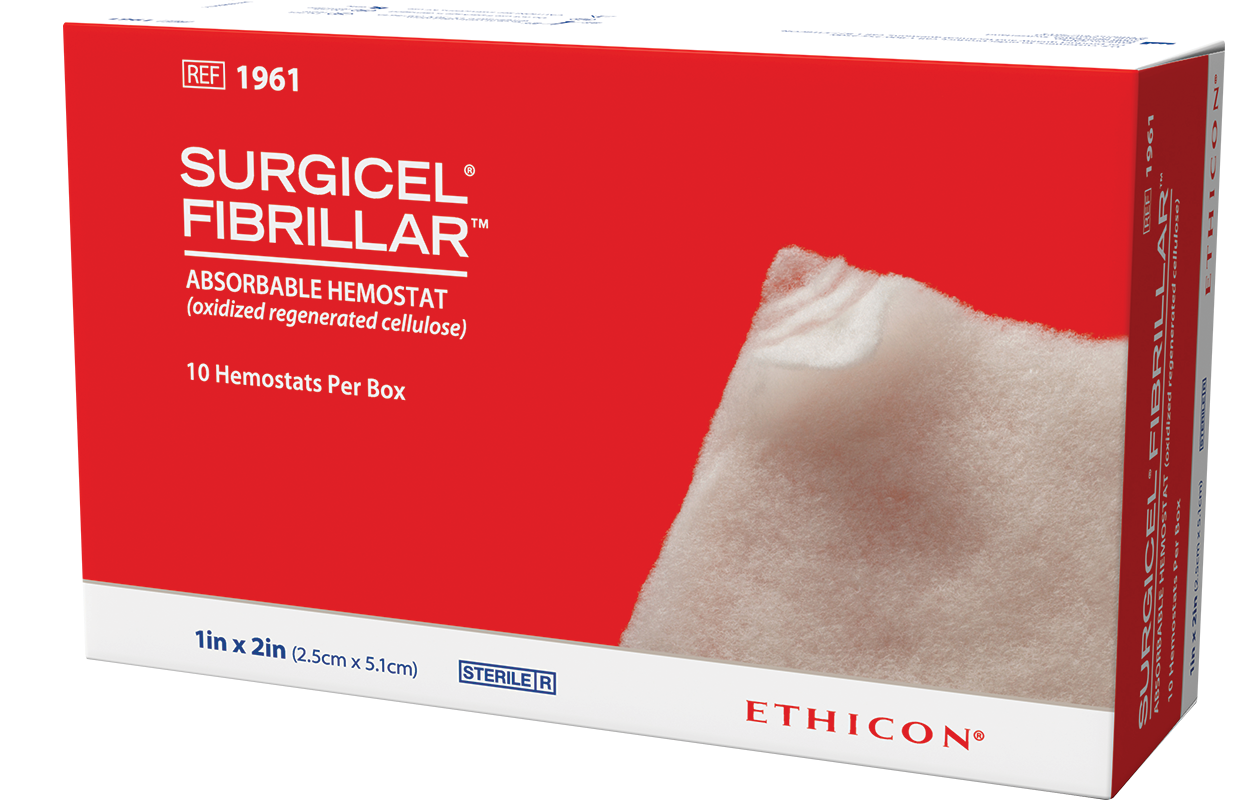 REF 1961
SURGICEL®
FIBRILLAR™
ABSORBABLE HEMOSTAT
(oxidized regenerated cellulose)
10 Hemostats Per Box
1in x 2in (2.5cm x 5.1cm)
STERILE R
ETHICON®
REF 1961
SURGICEL® FIBRILLAR™
ABSORBABLE HEMOSTAT (oxidized regenerated cellulose)
10 Hemostats Per Box
ETHICON®
STERILE R
1in x 2in (2.5cm x 5.1cm)
1961